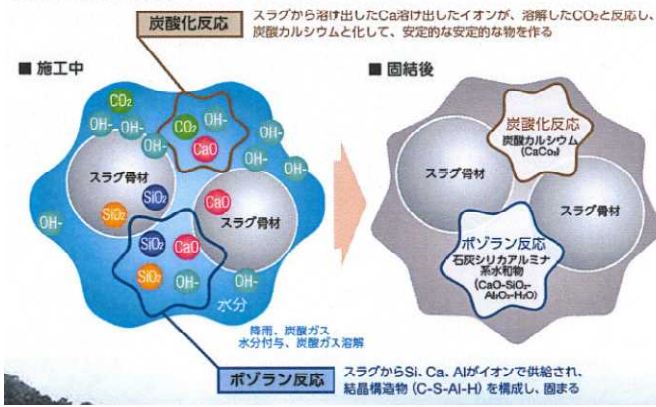 炭酸化反応
スラグから溶け出したCa溶け出したイオンが、溶解したCO₂と反応し、
炭酸カルシウムと化して、安定的な安定的な物を作る
■ 施工中
CO₂
OH-
OH-
OH-
OH-
CO₂
OH-
CaO
OH-
OH-
OH-
スラグ骨材
SiO₂
SiO₂
CaO
スラグ骨材
OH-
SiO₂
CaO
SiO₂
OH-
OH-
水分
降雨、炭酸ガス
水分付与、炭酸ガス溶解
■ 固結後
炭酸化反応
炭酸カルシウム
(CaCo₃)
スラグ骨材
スラグ骨材
ポゾラン反応
石灰シリカアルミナ
系水和物
(CaO-SiO₂-
Al₂O₃-H₂O)
ポゾラン反応
スラグからSi、Ca、Alがイオンで供給され、
結晶構造物 (C-S-Al-H) を構成し、固まる